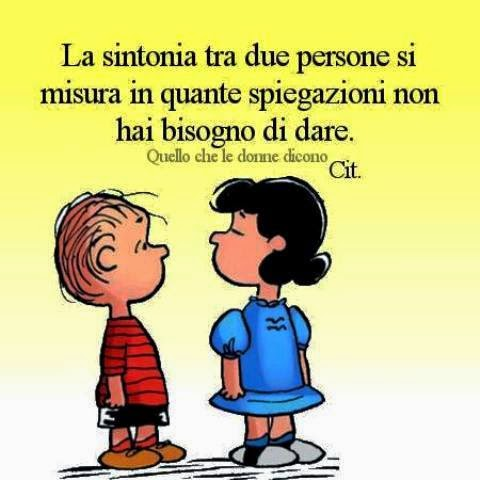 La sintonia tra due persone si
misura in quante spiegazioni non
hai bisogno di dare.
Quello che le donne dicono
Cit.